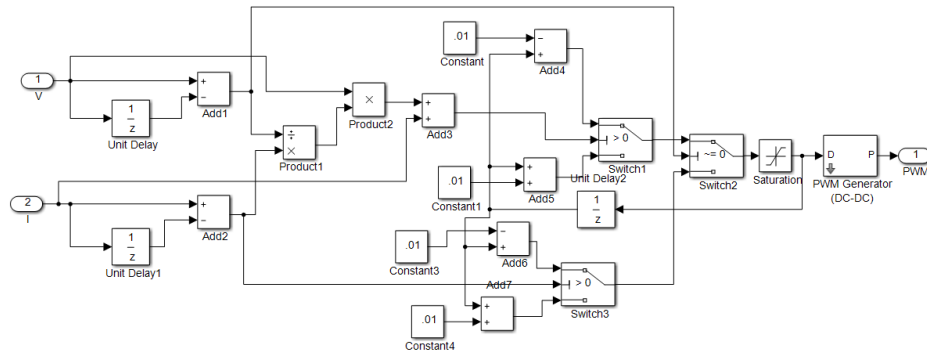 .01
Constant
−
+
Add4
1
V
+
−
Add1
×
Product2
1
z
Unit Delay
+
+
Add3
÷
×
Product1
> 0
Switch1
~= 0
Switch2
Saturation
D
P
PWM Generator
(DC-DC)
1
PWM
.01
Constant1
+
+
Add5
Unit Delay2
1
z
2
I
+
−
Add2
1
z
Unit Delay1
.01
Constant3
−
+
Add6
> 0
Switch3
Add7
.01
Constant4
+
+